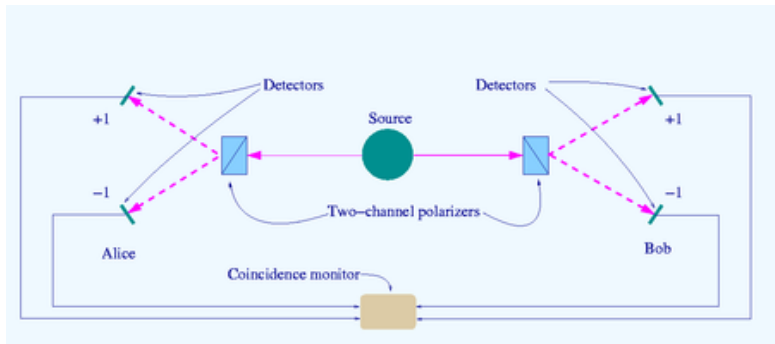 Detectors
Detectors
+1
Source
+1
−1
−1
Two−channel polarizers
Alice
Bob
Coincidence monitor